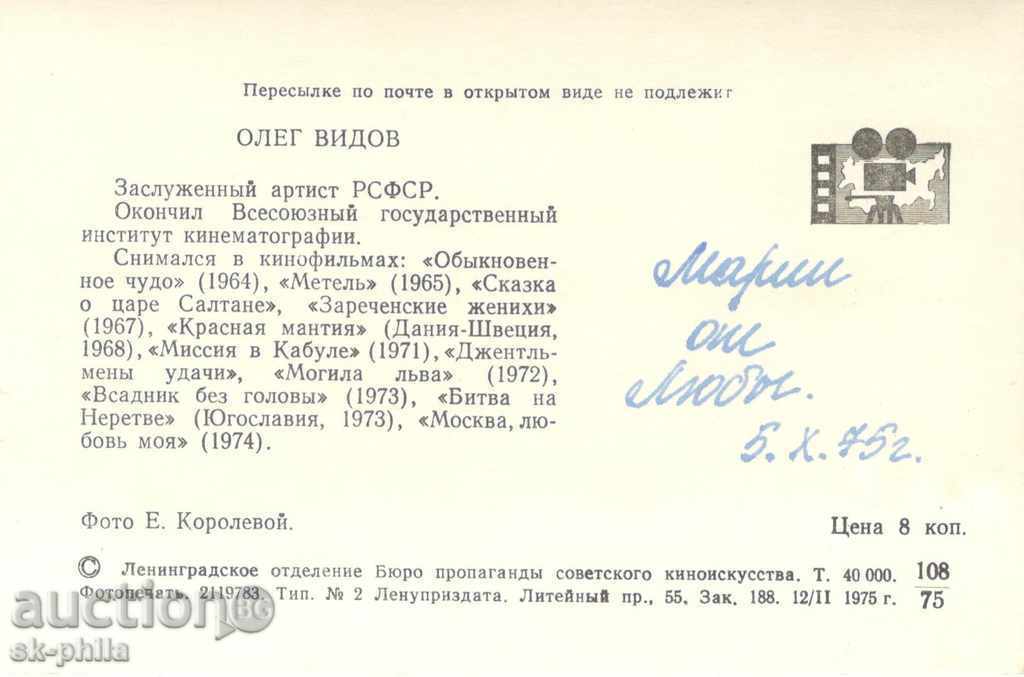 Пересылке по почте в открытом виде не подлежит
ОЛЕГ ВИДОВ
Заслуженный артист РСФСР.
Окончил Всесоюзный государственный
институт кинематографии.
Снимался в кинофильмах: «Обыкновен-
ное чудо» (1964), «Метель» (1965), «Сказка
о царе Салтане», «Зареченские женихи»
(1967), «Красная мантия» (Дания-Швеция,
1968), «Миссия в Кабуле» (1971), «Джентль-
мены удачи», «Могила льва» (1972),
«Всадник без головы» (1973), «Битва на
Неретве» (Югославия, 1973), «Москва, лю-
бовь моя» (1974).
Марии
от
Любы.
5. X. 75 г.
Фото Е. Королевой.
Цена 8 коп.
© Ленинградское отделение Бюро пропаганды советского киноискусства. Т. 40 000. 108
Фотопечать. 2119783. Тип. № 2 Ленуприздата. Литейный пр., 55. Зак. 188. 12/II 1975 г. 75
auction BG
sk-phila